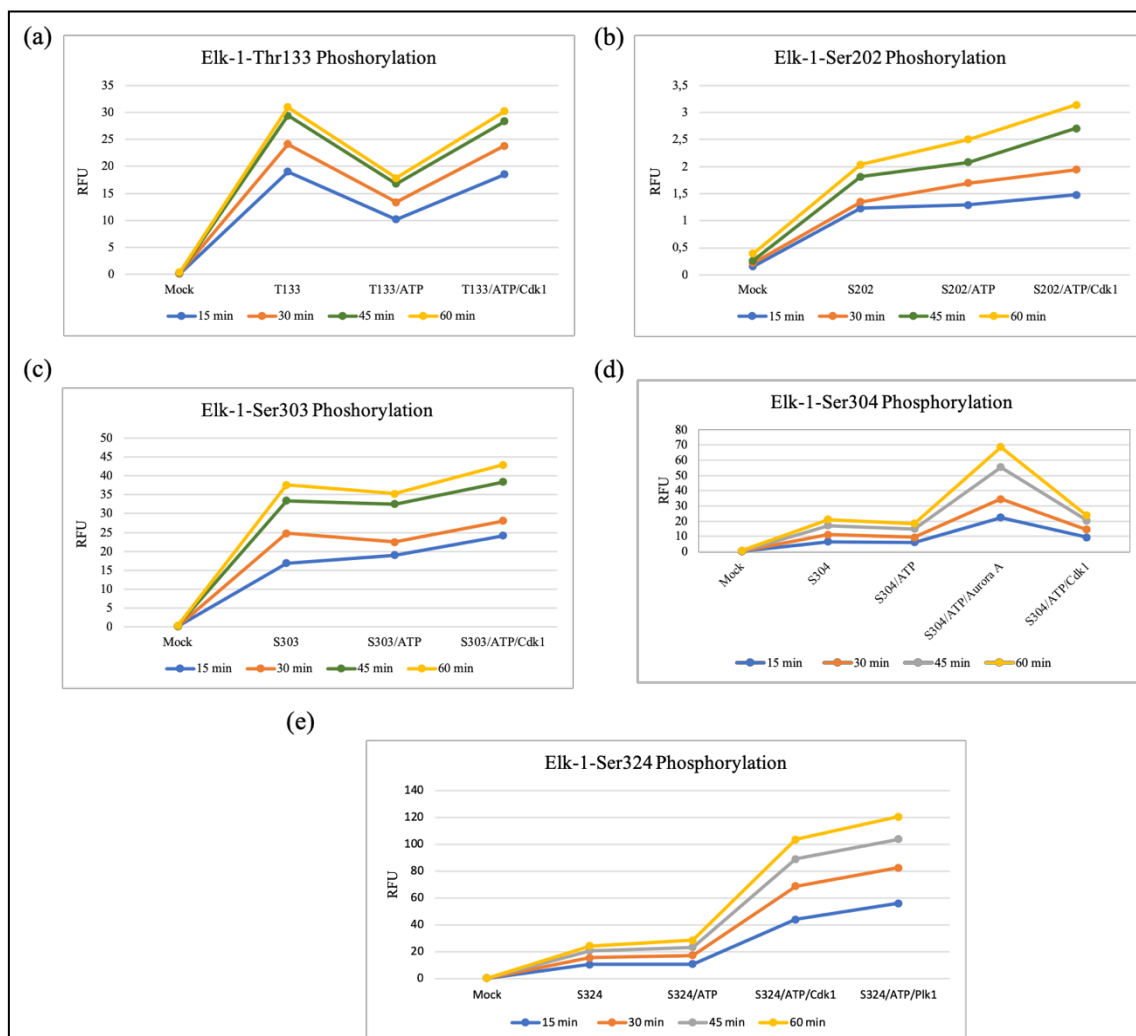 (a)
Elk-1-Thr133 Phoshorylation
35
30
25
20
15
10
5
0
RFU
Mock T133 T133/ATP T133/ATP/Cdk1
15 min 30 min 45 min 60 min
(b)
Elk-1-Ser202 Phoshorylation
3,5
3
2,5
2
1,5
1
0,5
0
RFU
Mock S202 S202/ATP S202/ATP/Cdk1
15 min 30 min 45 min 60 min
(c)
Elk-1-Ser303 Phoshorylation
50
45
40
35
30
25
20
15
10
5
0
RFU
Mock S303 S303/ATP S303/ATP/Cdk1
15 min 30 min 45 min 60 min
(d)
Elk-1-Ser304 Phosphorylation
80
70
60
50
40
30
20
10
0
RFU
Mock S304 S304/ATP S304/ATP/Aurora A S304/ATP/Cdk1
15 min 30 min 45 min 60 min
(e)
Elk-1-Ser324 Phosphorylation
140
120
100
80
60
40
20
0
RFU
Mock S324 S324/ATP S324/ATP/Cdk1 S324/ATP/Plk1
15 min 30 min 45 min 60 min